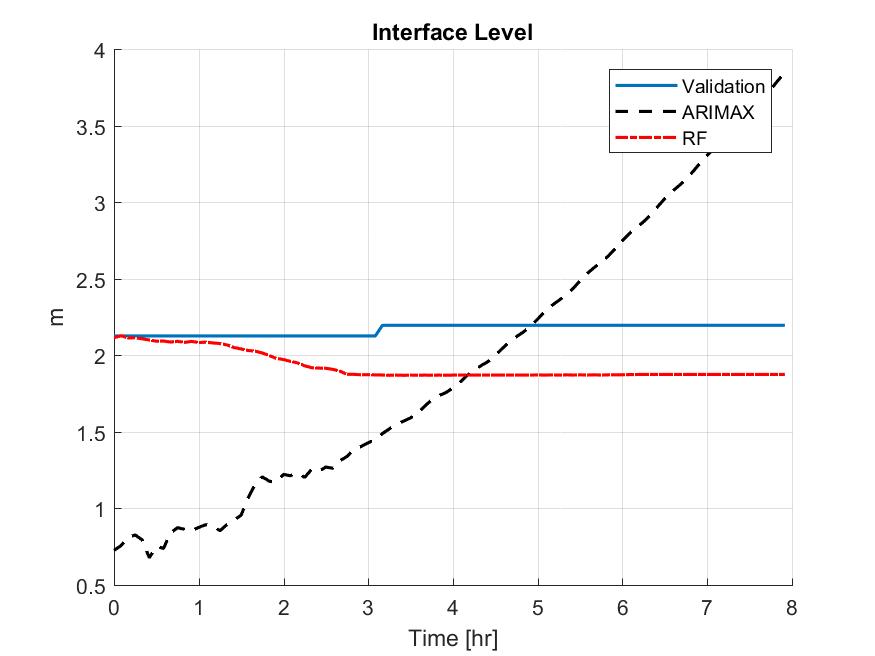 Interface Level
4
3.5
3
2.5
2
1.5
1
0.5
m
Validation
ARIMAX
RF
0 1 2 3 4 5 6 7 8
Time [hr]